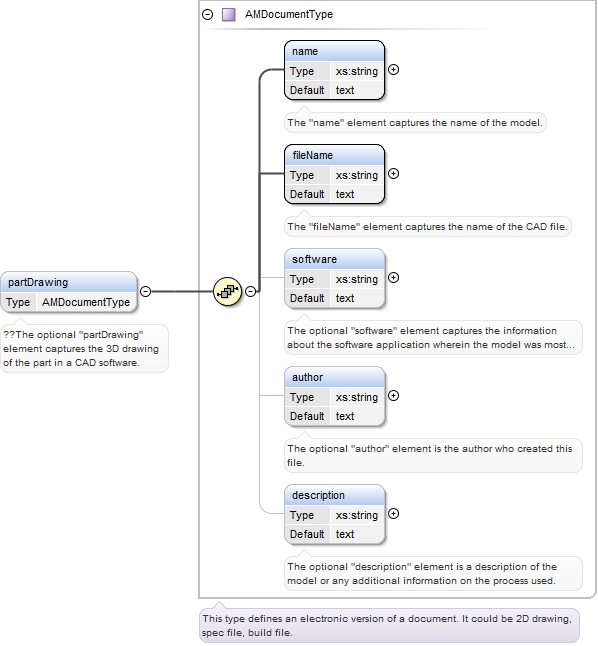 AMDocumentType
name
Type xs:string
Default text
The "name" element captures the name of the model.
fileName
Type xs:string
Default text
The "fileName" element captures the name of the CAD file.
software
Type xs:string
Default text
The optional "software" element captures the information
about the software application wherein the model was most...
partDrawing
Type AMDocumentType
??The optional "partDrawing"
element captures the 3D drawing
of the part in a CAD software.
author
Type xs:string
Default text
The optional "author" element is the author who created this
file.
description
Type xs:string
Default text
The optional "description" element is a description of the
model or any additional information on the process used.
This type defines an electronic version of a document. It could be 2D drawing,
spec file, build file.